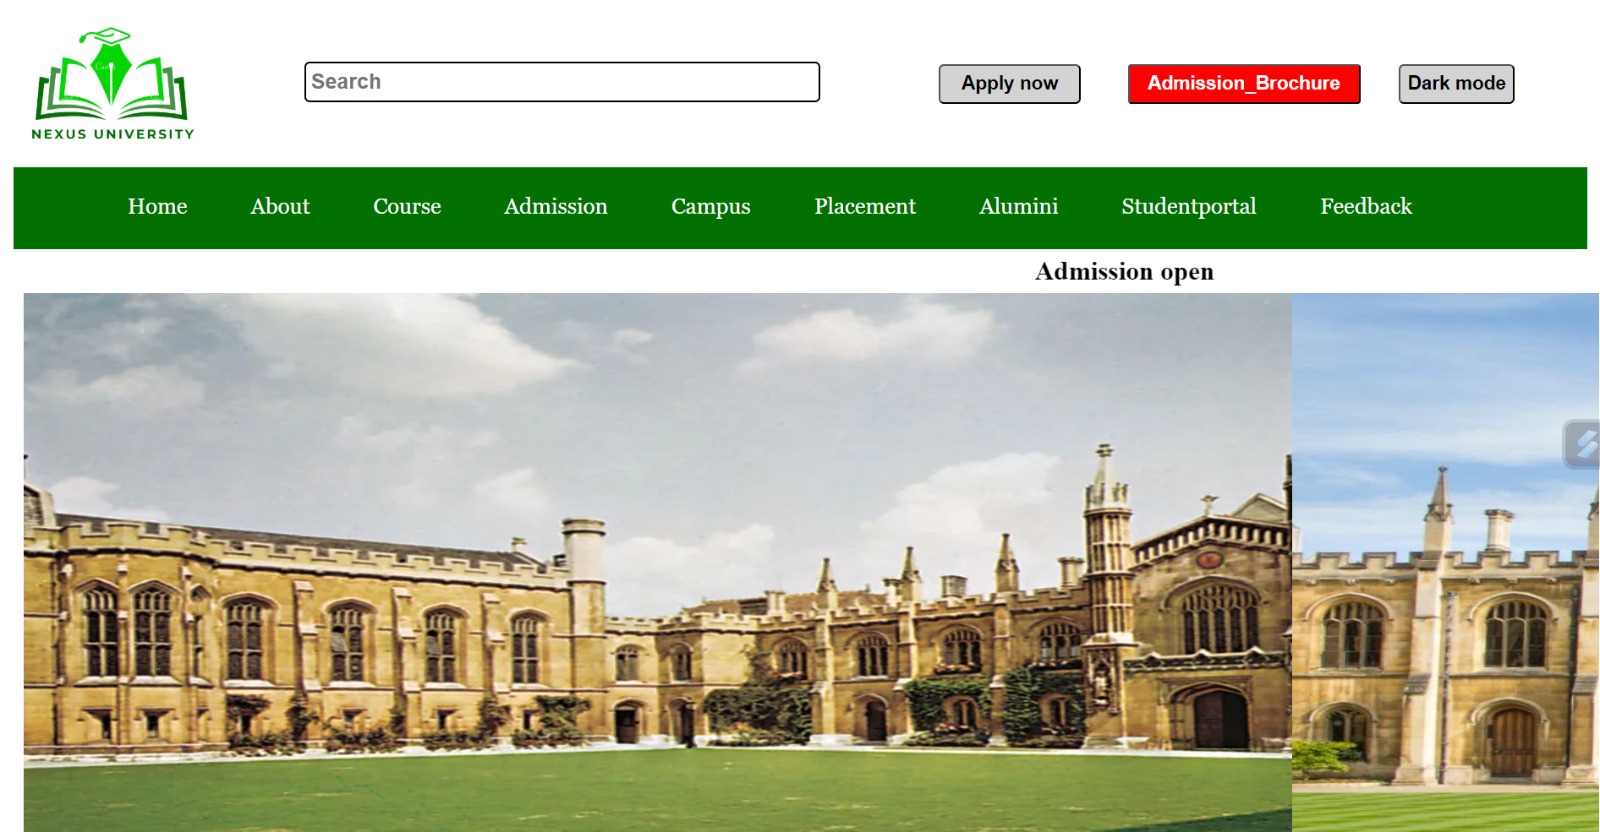 NEXUS UNIVERSITY
Search
Apply now
Admission_Brochure
Dark mode
Home About Course Admission Campus Placement Alumini Studentportal Feedback
Admission open